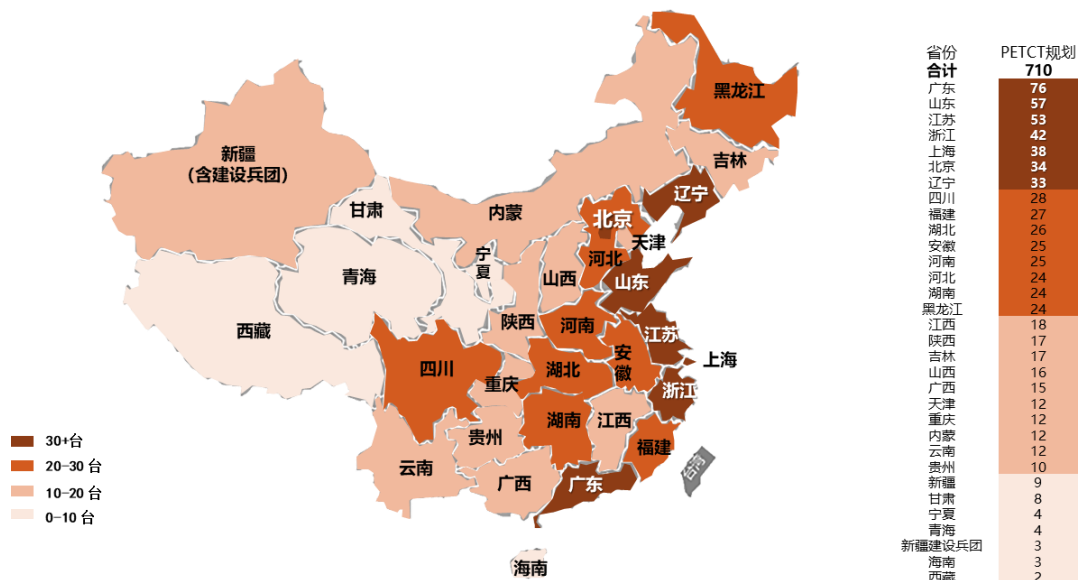 黑龙江
新疆
(含建设兵团)
吉林
辽宁
甘肃
内蒙
北京
天津
宁夏
河北
青海
山西
山东
西藏
陕西
河南
江苏
安徽
上海
四川
湖北
重庆
浙江
湖南
江西
贵州
福建
云南
广西
广东
台湾
海南
30+台
20-30 台
10-20 台
0-10 台
省份 PETCT规划
合计 710
广东 76
山东 57
江苏 53
浙江 42
上海 38
北京 34
辽宁 33
四川 28
福建 27
湖北 26
安徽 25
河南 25
河北 24
湖南 24
黑龙江 24
江西 18
陕西 17
吉林 17
山西 16
广西 15
天津 12
重庆 12
内蒙 12
云南 12
贵州 10
新疆 9
甘肃 8
宁夏 4
青海 4
新疆建设兵团 3
海南 3
西藏 2